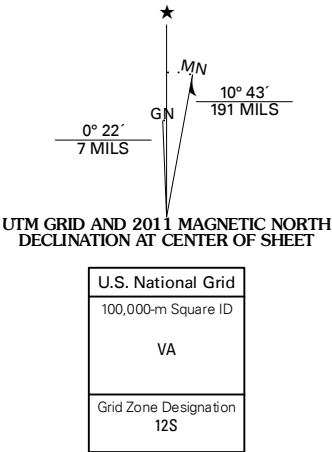 ★
MN
GN
10° 43´
191 MILS
0° 22´
7 MILS
UTM GRID AND 2011 MAGNETIC NORTH
DECLINATION AT CENTER OF SHEET
U.S. National Grid
100,000-m Square ID
VA
Grid Zone Designation
12S